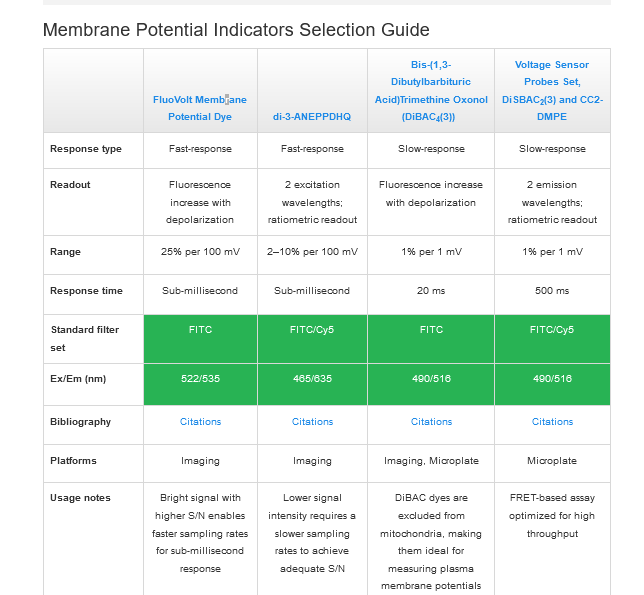 Membrane Potential Indicators Selection Guide
FluoVolt Membrane
Potential Dye
di-3-ANEPPDHQ
Bis-(1,3-
Dibutylbarbituric
Acid)Trimethine Oxonol
(DiBAC₄(3))
Voltage Sensor
Probes Set,
DiSBAC₂(3) and CC2-
DMPE
Response type
Fast-response
Fast-response
Slow-response
Slow-response
Readout
Fluorescence
increase with
depolarization
2 excitation
wavelengths;
ratiometric readout
Fluorescence increase
with depolarization
2 emission
wavelengths;
ratiometric readout
Range
25% per 100 mV
2–10% per 100 mV
1% per 1 mV
1% per 1 mV
Response time
Sub-millisecond
Sub-millisecond
20 ms
500 ms
Standard filter
set
FITC
FITC/Cy5
FITC
FITC/Cy5
Ex/Em (nm)
522/535
465/635
490/516
490/516
Bibliography
Citations
Citations
Citations
Citations
Platforms
Imaging
Imaging
Imaging, Microplate
Microplate
Usage notes
Bright signal with
higher S/N enables
faster sampling rates
for sub-millisecond
response
Lower signal
intensity requires a
slower sampling
rates to achieve
adequate S/N
DiBAC dyes are
excluded from
mitochondria, making
them ideal for
measuring plasma
membrane potentials
FRET-based assay
optimized for high
throughput